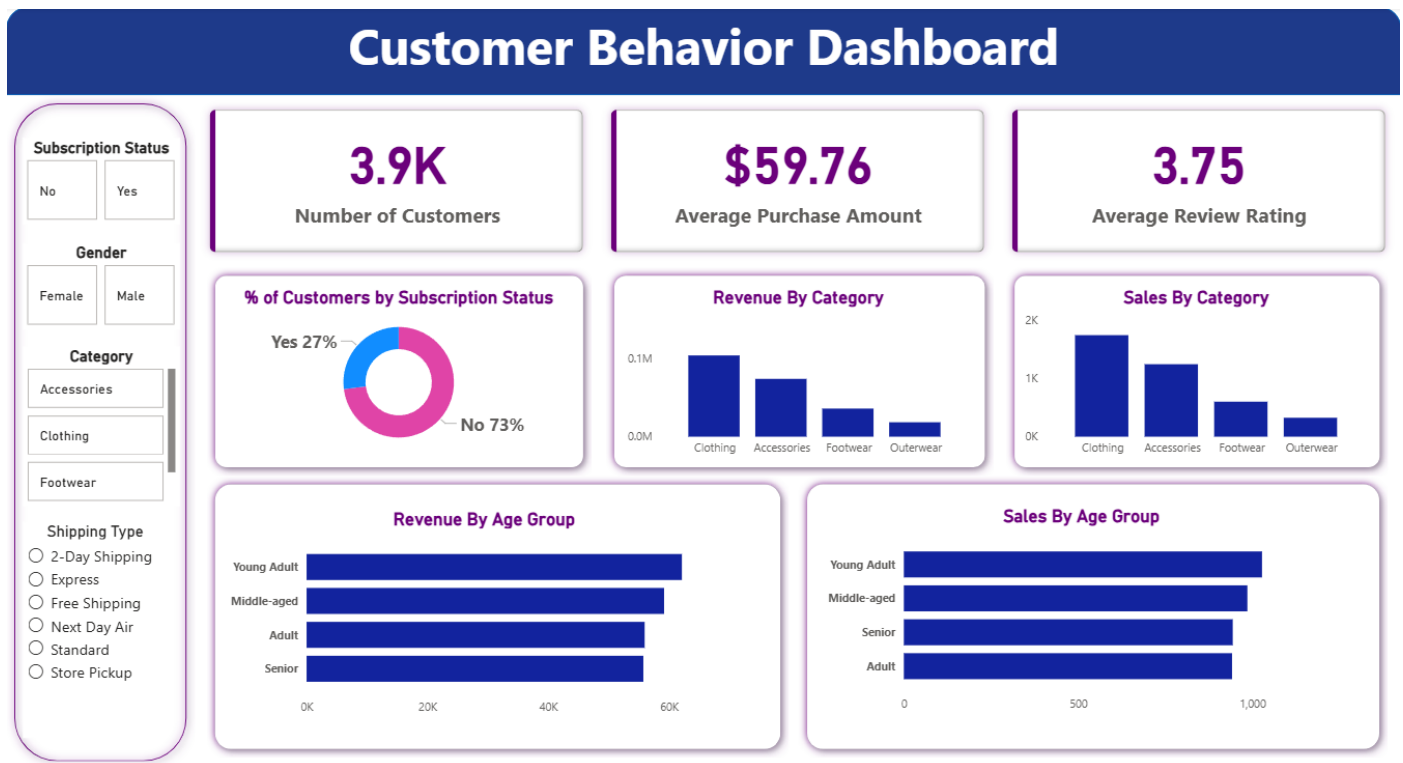 Customer Behavior Dashboard
Subscription Status
No
Yes
Gender
Female
Male
Category
Accessories
Clothing
Footwear
Shipping Type
2-Day Shipping
Express
Free Shipping
Next Day Air
Standard
Store Pickup
3.9K
Number of Customers
$59.76
Average Purchase Amount
3.75
Average Review Rating
% of Customers by Subscription Status
Yes 27%
No 73%
Revenue By Category
0.1M
0.0M
Clothing Accessories Footwear Outerwear
Sales By Category
2K
1K
0K
Clothing Accessories Footwear Outerwear
Revenue By Age Group
Young Adult
Middle-aged
Adult
Senior
0K 20K 40K 60K
Sales By Age Group
Young Adult
Middle-aged
Senior
Adult
0 500 1,000